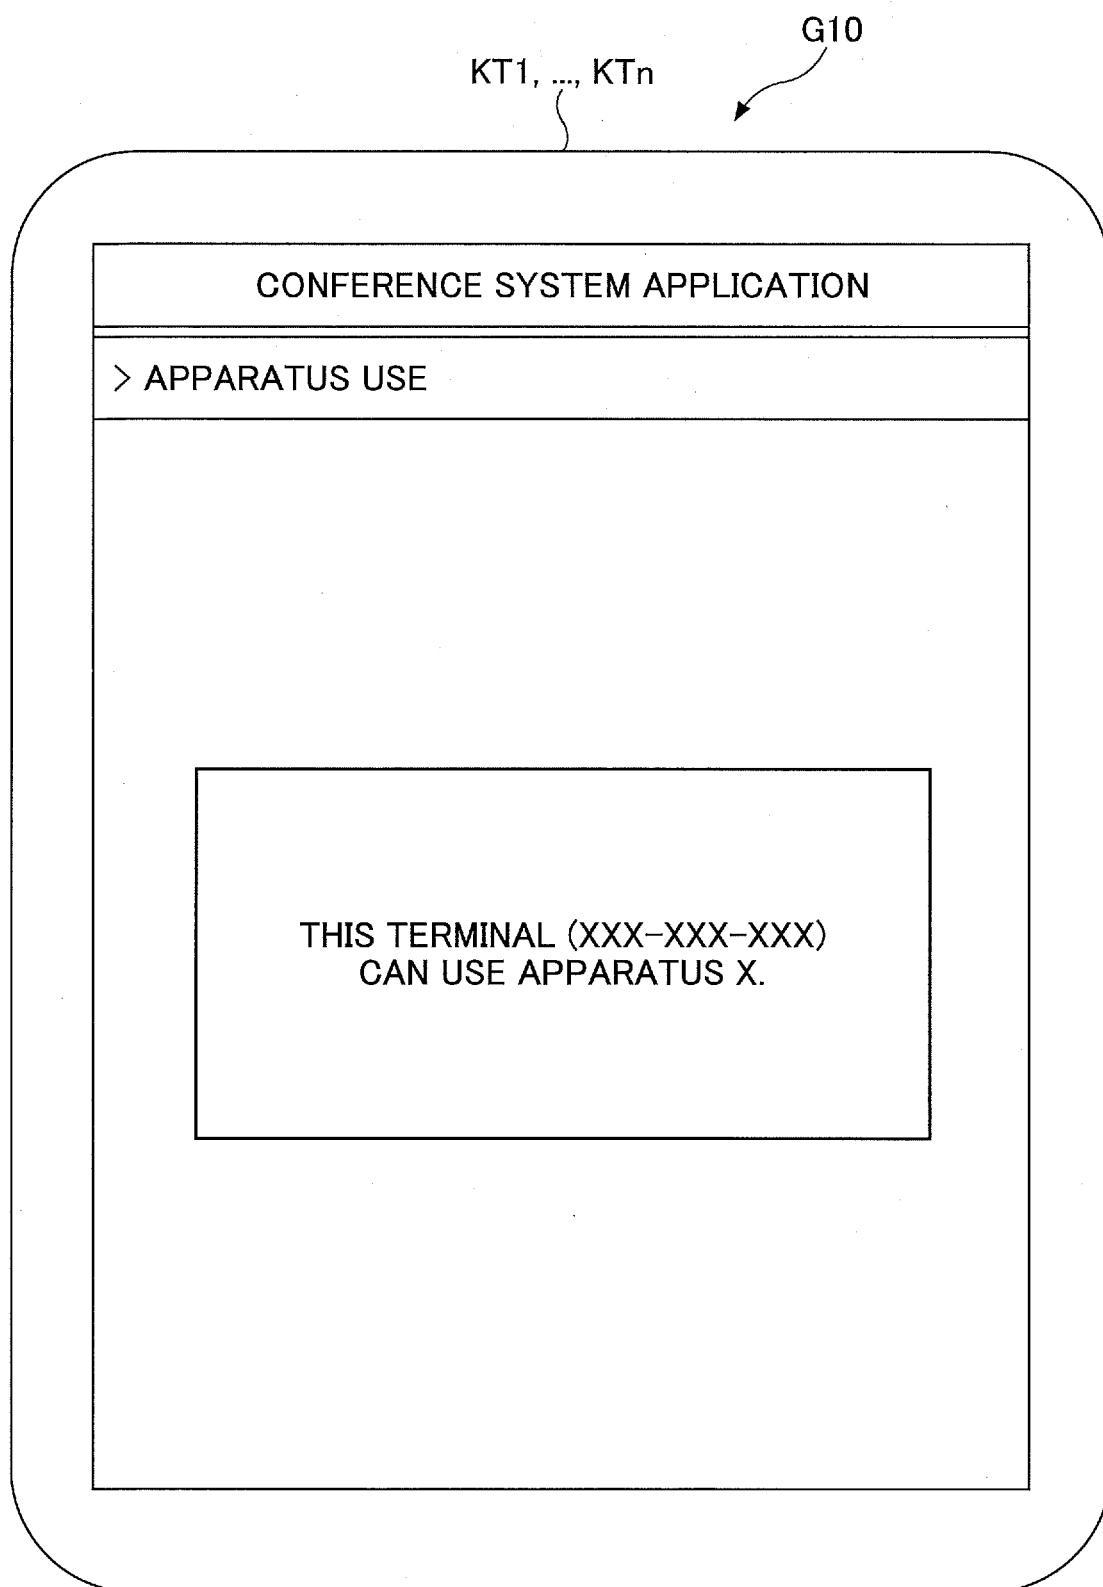 G10
KT1, ..., KTn
CONFERENCE SYSTEM APPLICATION
> APPARATUS USE
THIS TERMINAL (XXX-XXX-XXX)
CAN USE APPARATUS X.